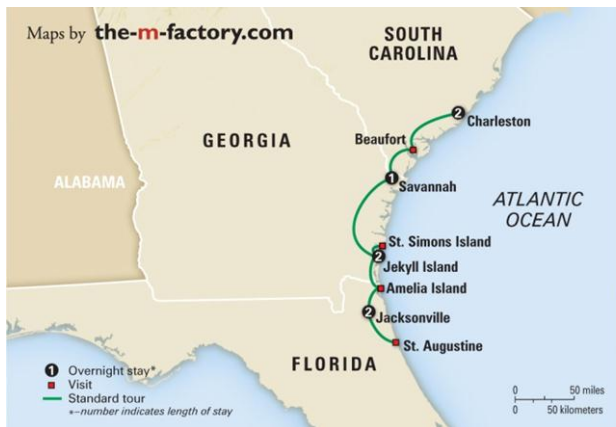 Maps by the-m-factory.com
SOUTH
CAROLINA
Charleston
2
Beaufort
GEORGIA
1
Savannah
ALABAMA
ATLANTIC
OCEAN
St. Simons Island
2
Jekyll Island
Amelia Island
2
Jacksonville
St. Augustine
FLORIDA
1 Overnight stay*
Visit
Standard tour
*–number indicates length of stay
0 50 miles
0 50 kilometers